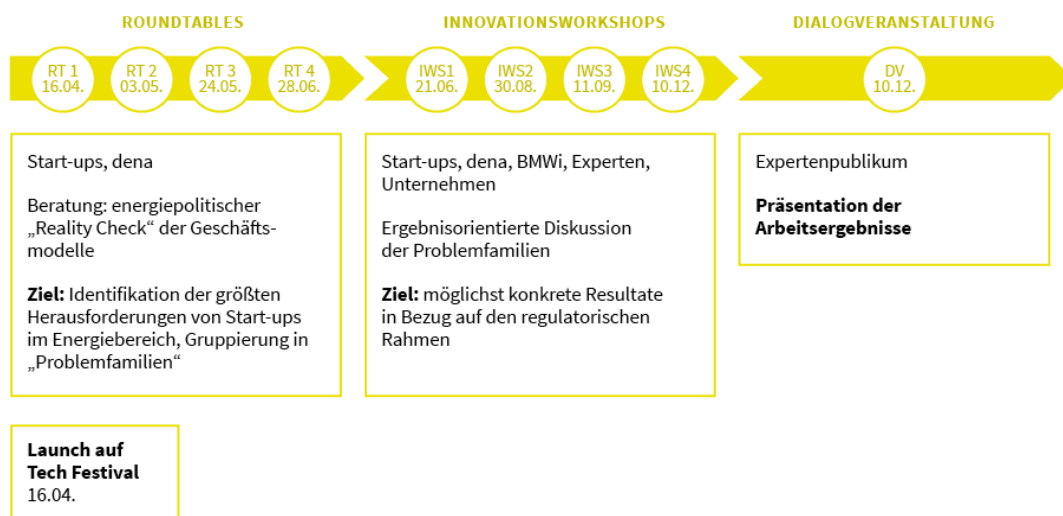 ROUNDTABLES
RT 1
16.04.
RT 2
03.05.
RT 3
24.05.
RT 4
28.06.
Start-ups, dena
Beratung: energiepolitischer
„Reality Check“ der Geschäfts-
modelle
Ziel: Identifikation der größten
Herausforderungen von Start-ups
im Energiebereich, Gruppierung in
„Problemfamilien“
Launch auf
Tech Festival
16.04.
INNOVATIONSWORKSHOPS
IWS1
21.06.
IWS2
30.08.
IWS3
11.09.
IWS4
10.12.
Start-ups, dena, BMWi, Experten,
Unternehmen
Ergebnisorientierte Diskussion
der Problemfamilien
Ziel: möglichst konkrete Resultate
in Bezug auf den regulatorischen
Rahmen
DIALOGVERANSTALTUNG
DV
10.12.
Expertenpublikum
Präsentation der
Arbeitsergebnisse